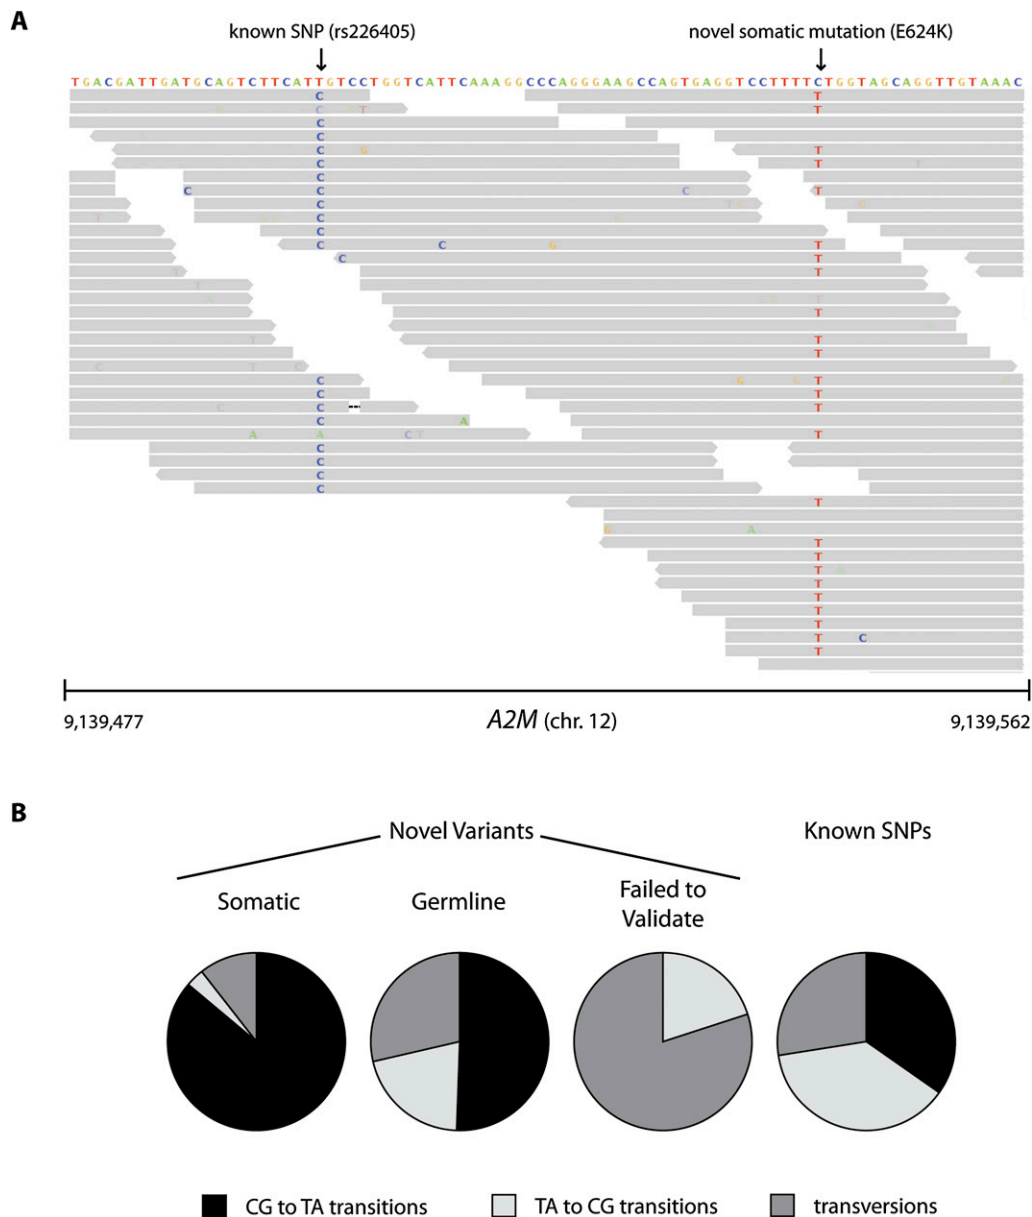 A
known SNP (rs226405) novel somatic mutation (E624K)
TGACGATTGATGCAGTCTTCATTGTCCTGGTCATTCAAAGGCCCAGGGAAGCCAGTGAGGTCCTTTTCTGGTAGCAGGTTGTAAAC
C T
C T T
C
C
C G T
C T T
C
C C C T
C T G
T C
C
C C G T
C T
T T
T
T
T
T T
T
C T C
C G G T
C T
C C T
C A
A A C T T
C
C
C
C
T
G A
T
T
T A
T
T
T
T
T C
T
9,139,477 A2M (chr. 12) 9,139,562
B
Novel Variants Known SNPs
Somatic Germline Failed to
Validate
CG to TA transitions TA to CG transitions transversions